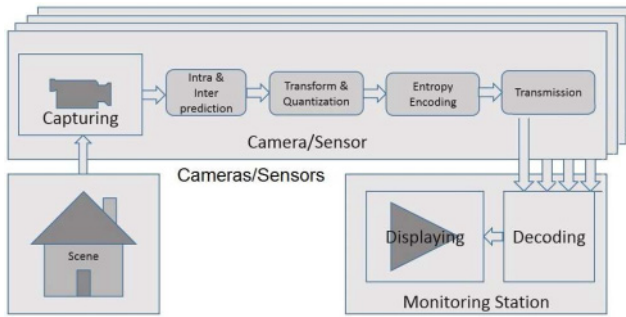 Capturing
Intra &
Inter
prediction
Transform &
Quantization
Entropy
Encoding
Transmission
Camera/Sensor
Cameras/Sensors
Scene
Displaying
Decoding
Monitoring Station